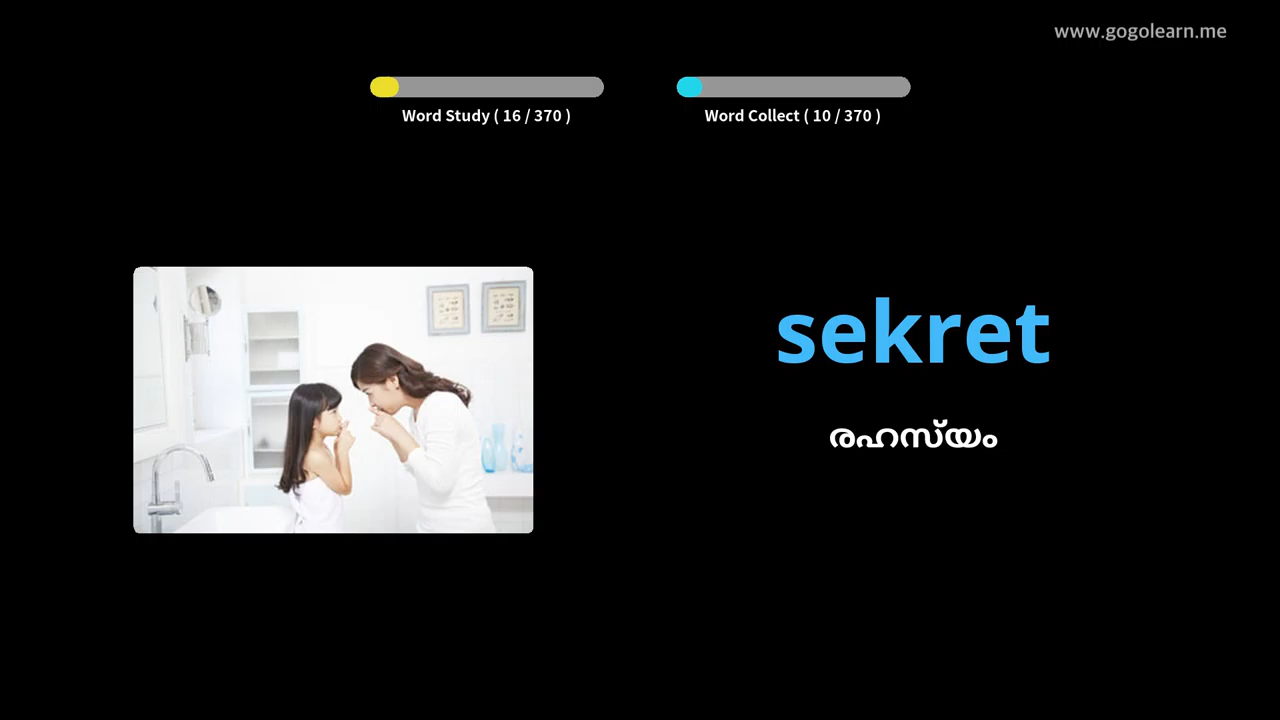 www.gogolearn.me
Word Study ( 16 / 370 )
Word Collect ( 10 / 370 )
sekret
രഹസ്യം